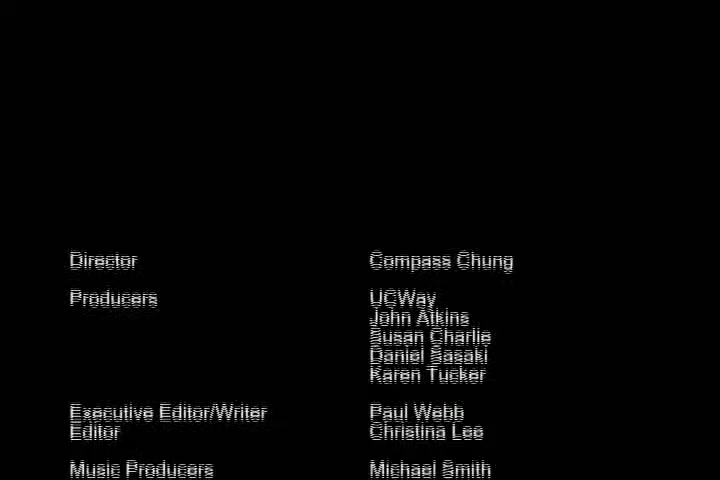 Director Compass Chung
Producers UCWay
John Atkins
Susan Charlie
Daniel Sasaki
Karen Tucker
Executive Editor/Writer Paul Webb
Editor Christina Lee
Music Producers Michael Smith